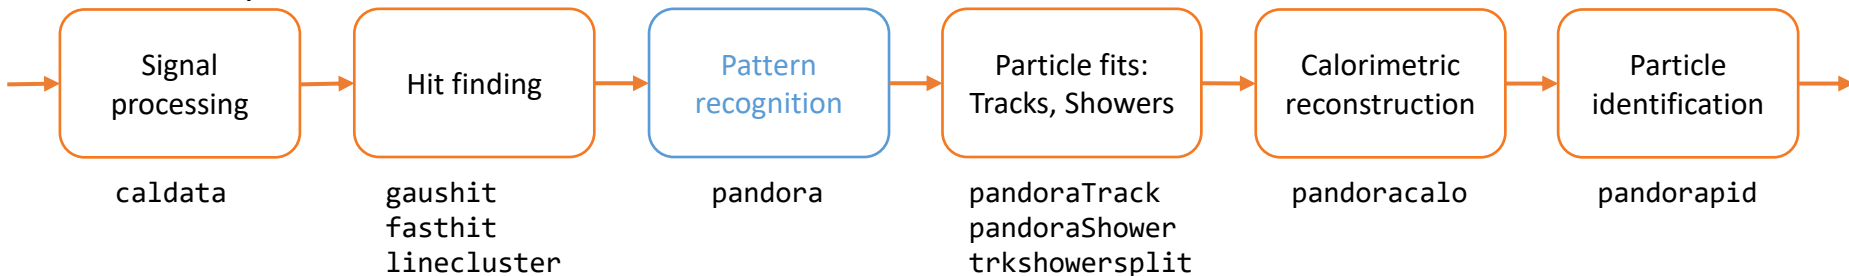 Signal
processing
Hit finding
Pattern
recognition
Particle fits:
Tracks, Showers
Calorimetric
reconstruction
Particle
identification
caldata
gaushit
fasthit
linecluster
pandora
pandoraTrack
pandoraShower
trkshowersplit
pandoracalo
pandorapid